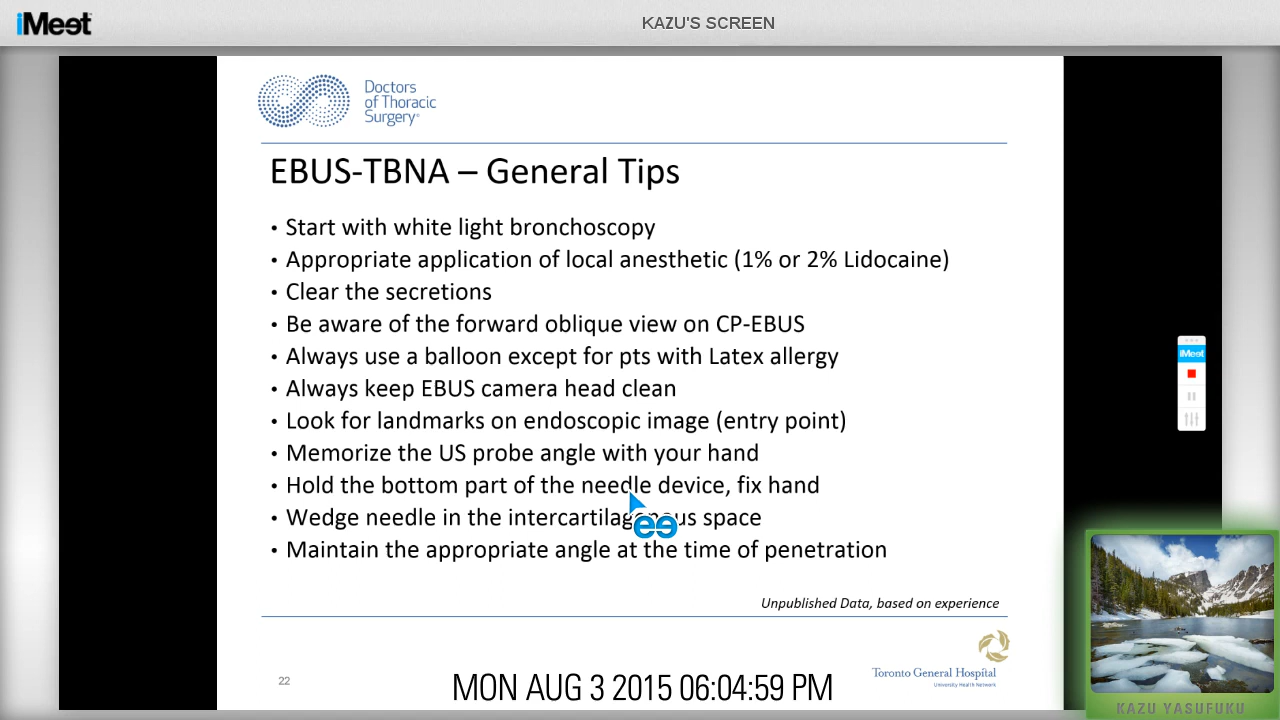 iMeet
KAZU'S SCREEN
Doctors
of Thoracic
Surgery®
EBUS-TBNA – General Tips
• Start with white light bronchoscopy
• Appropriate application of local anesthetic (1% or 2% Lidocaine)
• Clear the secretions
• Be aware of the forward oblique view on CP-EBUS
• Always use a balloon except for pts with Latex allergy
• Always keep EBUS camera head clean
• Look for landmarks on endoscopic image (entry point)
• Memorize the US probe angle with your hand
• Hold the bottom part of the needle device, fix hand
• Wedge needle in the intercartilagenous space
• Maintain the appropriate angle at the time of penetration
iMeet
Unpublished Data, based on experience
22
MON AUG 3 2015 06:04:59 PM
Toronto General Hospital
University Health Network
KAZU YASUFUKU